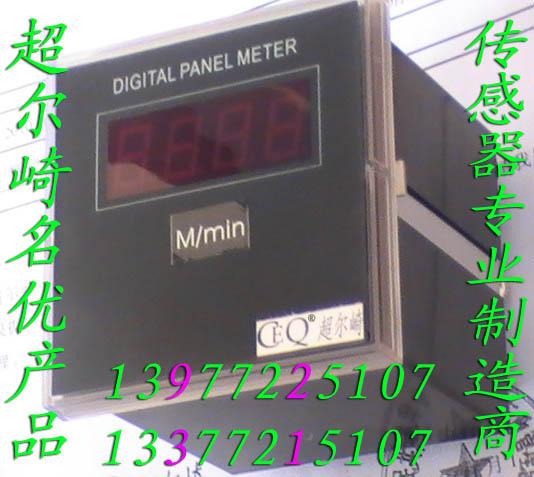 超尔崎名优产品
传感器专业制造商
DIGITAL PANEL METER
M/min
CEQ® 超尔崎
13977225107
13377215107